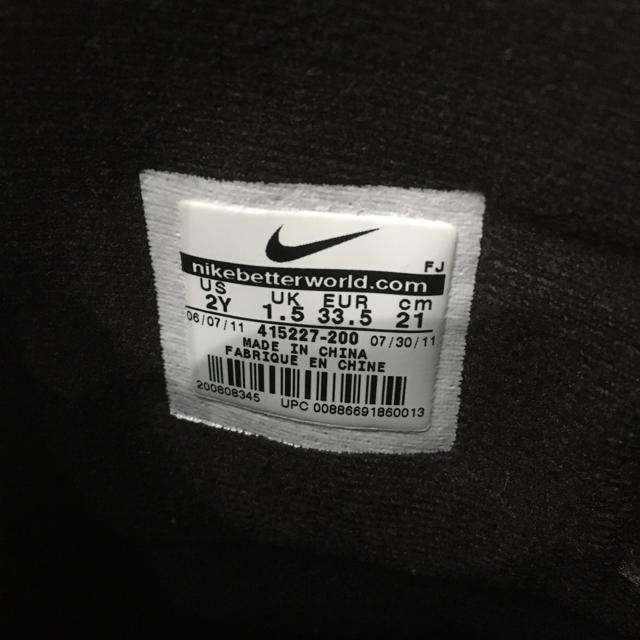 FJ
nikebetterworld.com
US UK EUR cm
2Y 1.5 33.5 21
06/07/11 415227-200 07/30/11
MADE IN CHINA
FABRIQUÉ EN CHINE
200808345 UPC 00886691860013